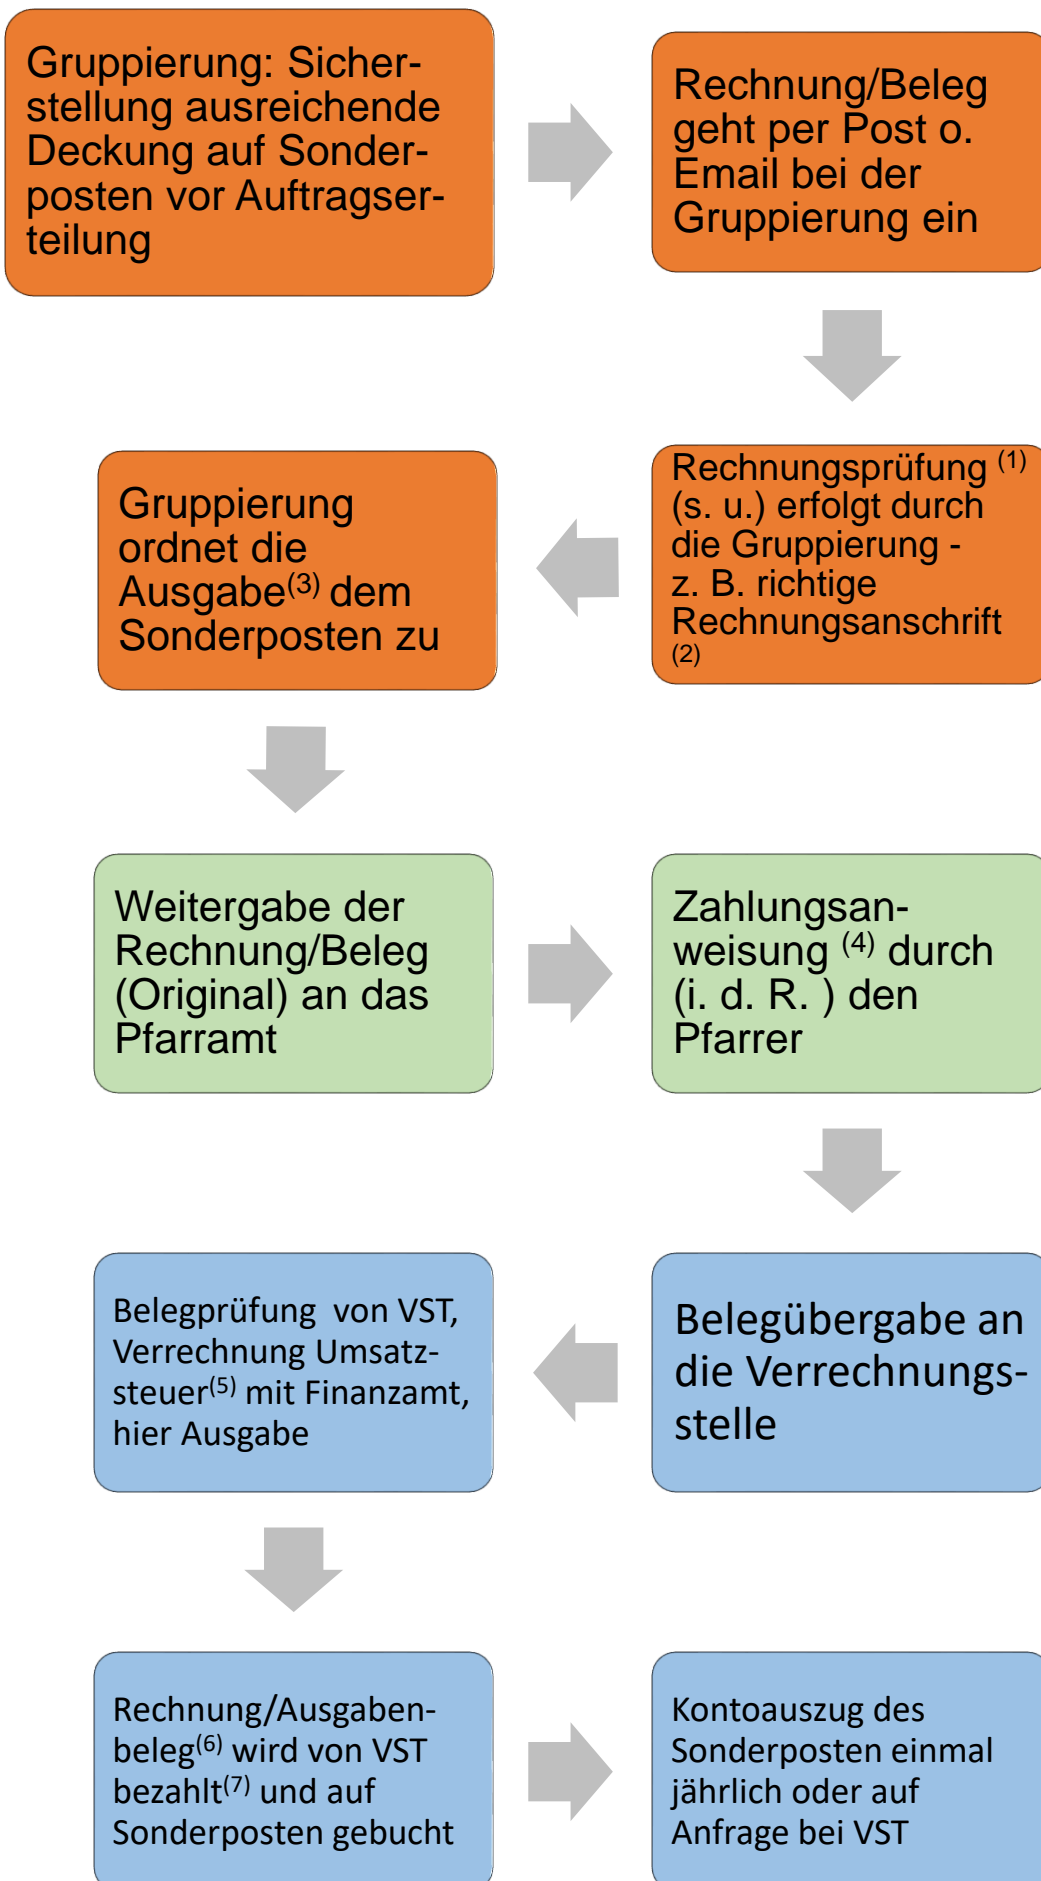 Gruppierung: Sicher-
stellung ausreichende
Deckung auf Sonder-
posten vor Auftragser-
teilung
Rechnung/Beleg
geht per Post o.
Email bei der
Gruppierung ein
Rechnungsprüfung (1)
(s. u.) erfolgt durch
die Gruppierung -
z. B. richtige
Rechnungsanschrift
(2)
Gruppierung
ordnet die
Ausgabe(3) dem
Sonderposten zu
Weitergabe der
Rechnung/Beleg
(Original) an das
Pfarramt
Zahlungsan-
weisung (4) durch
(i. d. R. ) den
Pfarrer
Belegübergabe an
die Verrechnungs-
stelle
Belegprüfung von VST,
Verrechnung Umsatz-
steuer(5) mit Finanzamt,
hier Ausgabe
Rechnung/Ausgaben-
beleg(6) wird von VST
bezahlt(7) und auf
Sonderposten gebucht
Kontoauszug des
Sonderposten einmal
jährlich oder auf
Anfrage bei VST